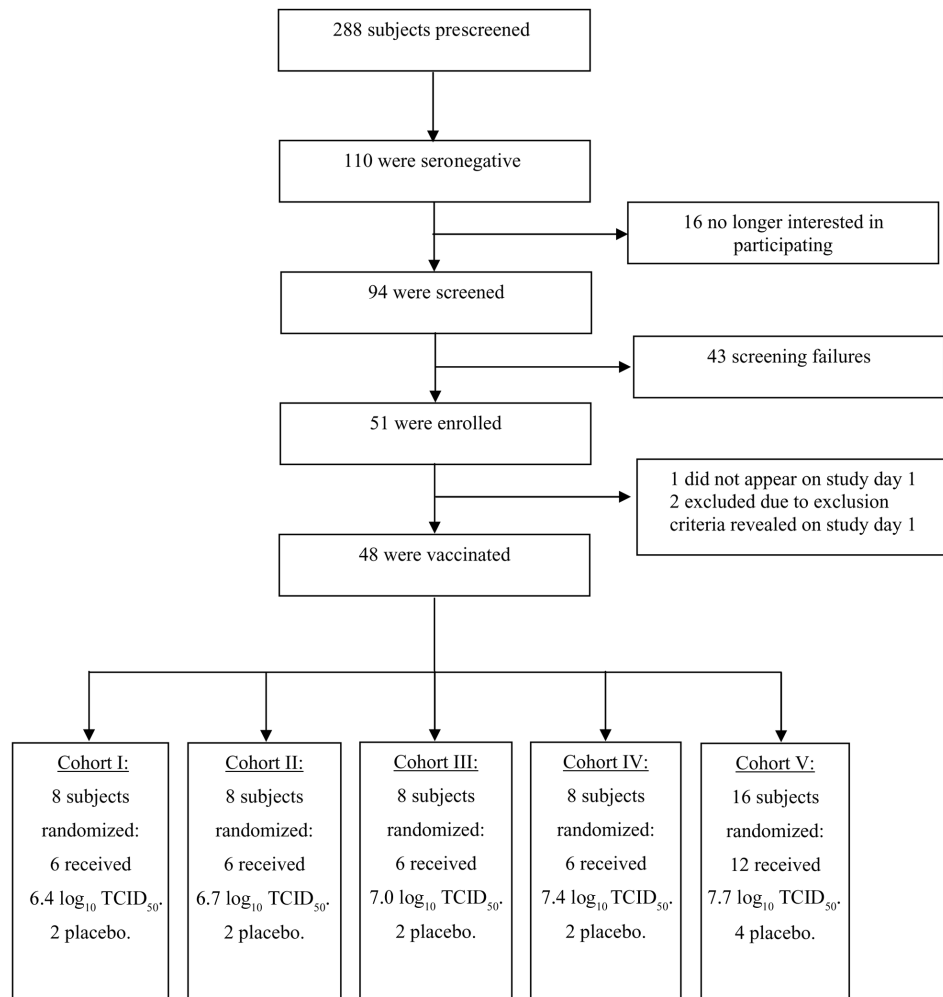 288 subjects prescreened
110 were seronegative
16 no longer interested in
participating
94 were screened
43 screening failures
51 were enrolled
1 did not appear on study day 1
2 excluded due to exclusion
criteria revealed on study day 1
48 were vaccinated
Cohort I:
8 subjects
randomized:
6 received
6.4 log10 TCID50.
2 placebo.
Cohort II:
8 subjects
randomized:
6 received
6.7 log10 TCID50.
2 placebo.
Cohort III:
8 subjects
randomized:
6 received
7.0 log10 TCID50.
2 placebo.
Cohort IV:
8 subjects
randomized:
6 received
7.4 log10 TCID50.
2 placebo.
Cohort V:
16 subjects
randomized:
12 received
7.7 log10 TCID50.
4 placebo.